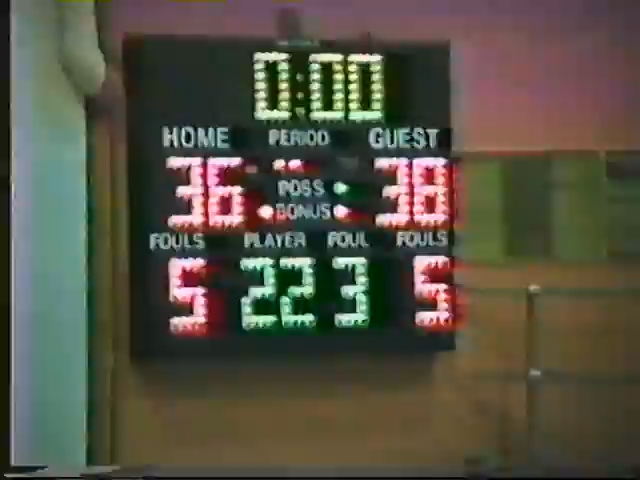 0:00
HOME PERIOD GUEST
36 38
POSS
BONUS
FOULS PLAYER FOUL FOULS
5 22 3 5